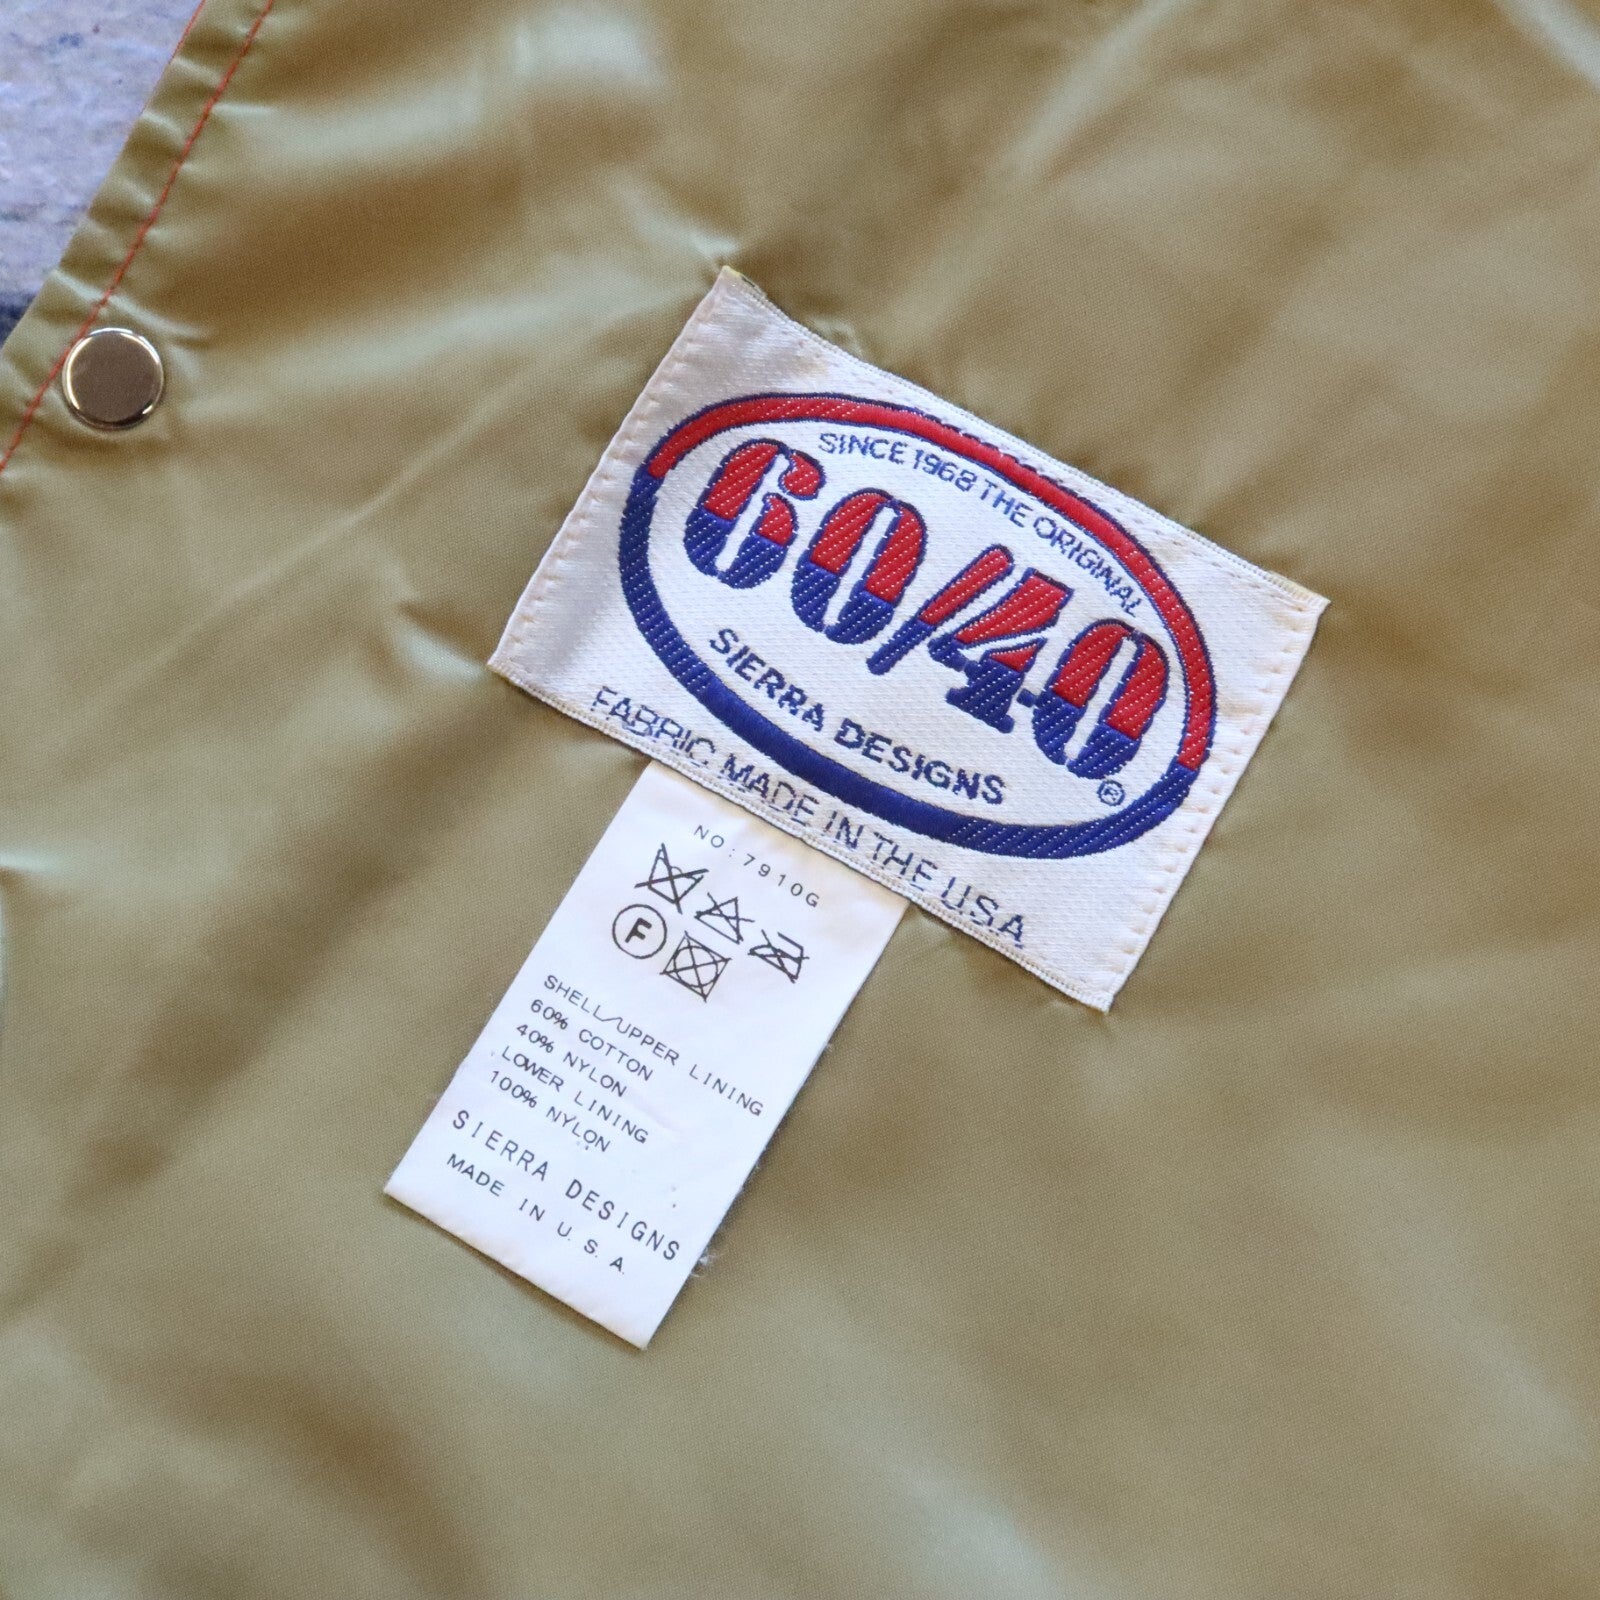 SINCE 1968 THE ORIGINAL
60/40
SIERRA DESIGNS
®
FABRIC MADE IN THE USA
NO:7910G
F
SHELL/UPPER LINING
60% COTTON
40% NYLON
LOWER LINING
100% NYLON
SIERRA DESIGNS
MADE IN U.S.A.